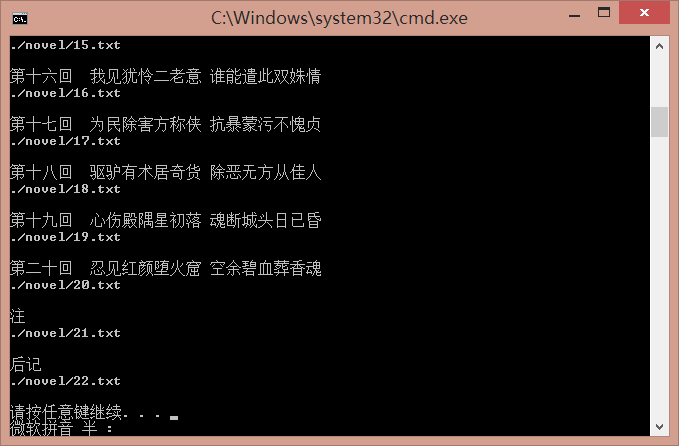 C:\Windows\system32\cmd.exe
./novel/15.txt
第十六回 我见犹怜二老意 谁能遣此双姝情
./novel/16.txt
第十七回 为民除害方称侠 抗暴蒙污不愧贞
./novel/17.txt
第十八回 驱驴有术居奇货 除恶无方从佳人
./novel/18.txt
第十九回 心伤殿隅星初落 魂断城头日已昏
./novel/19.txt
第二十回 忍见红颜堕火窟 空余碧血葬香魂
./novel/20.txt
注
./novel/21.txt
后记
./novel/22.txt
请按任意键继续. . .
微软拼音 半 :